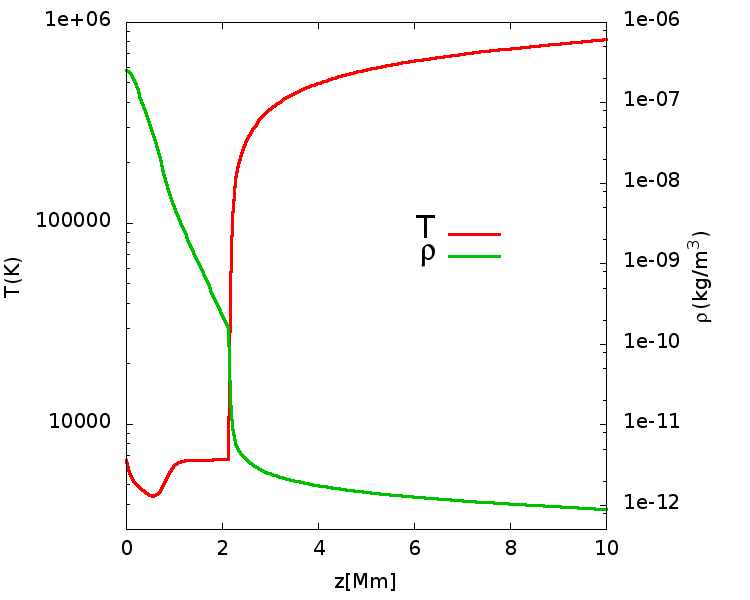 1e+06
100000
10000
T(K)
T
ρ
1e-06
1e-07
1e-08
1e-09
1e-10
1e-11
1e-12
ρ(kg/m³)
0 2 4 6 8 10
z[Mm]